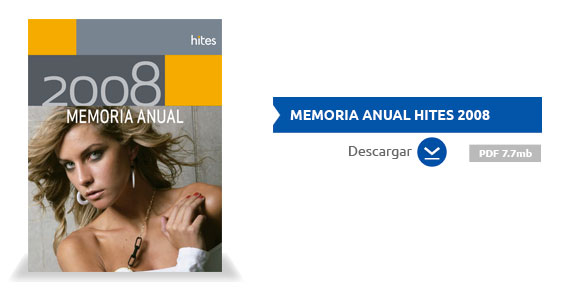 hites
2008
MEMORIA ANUAL
MEMORIA ANUAL HITES 2008
Descargar
PDF 7.7mb